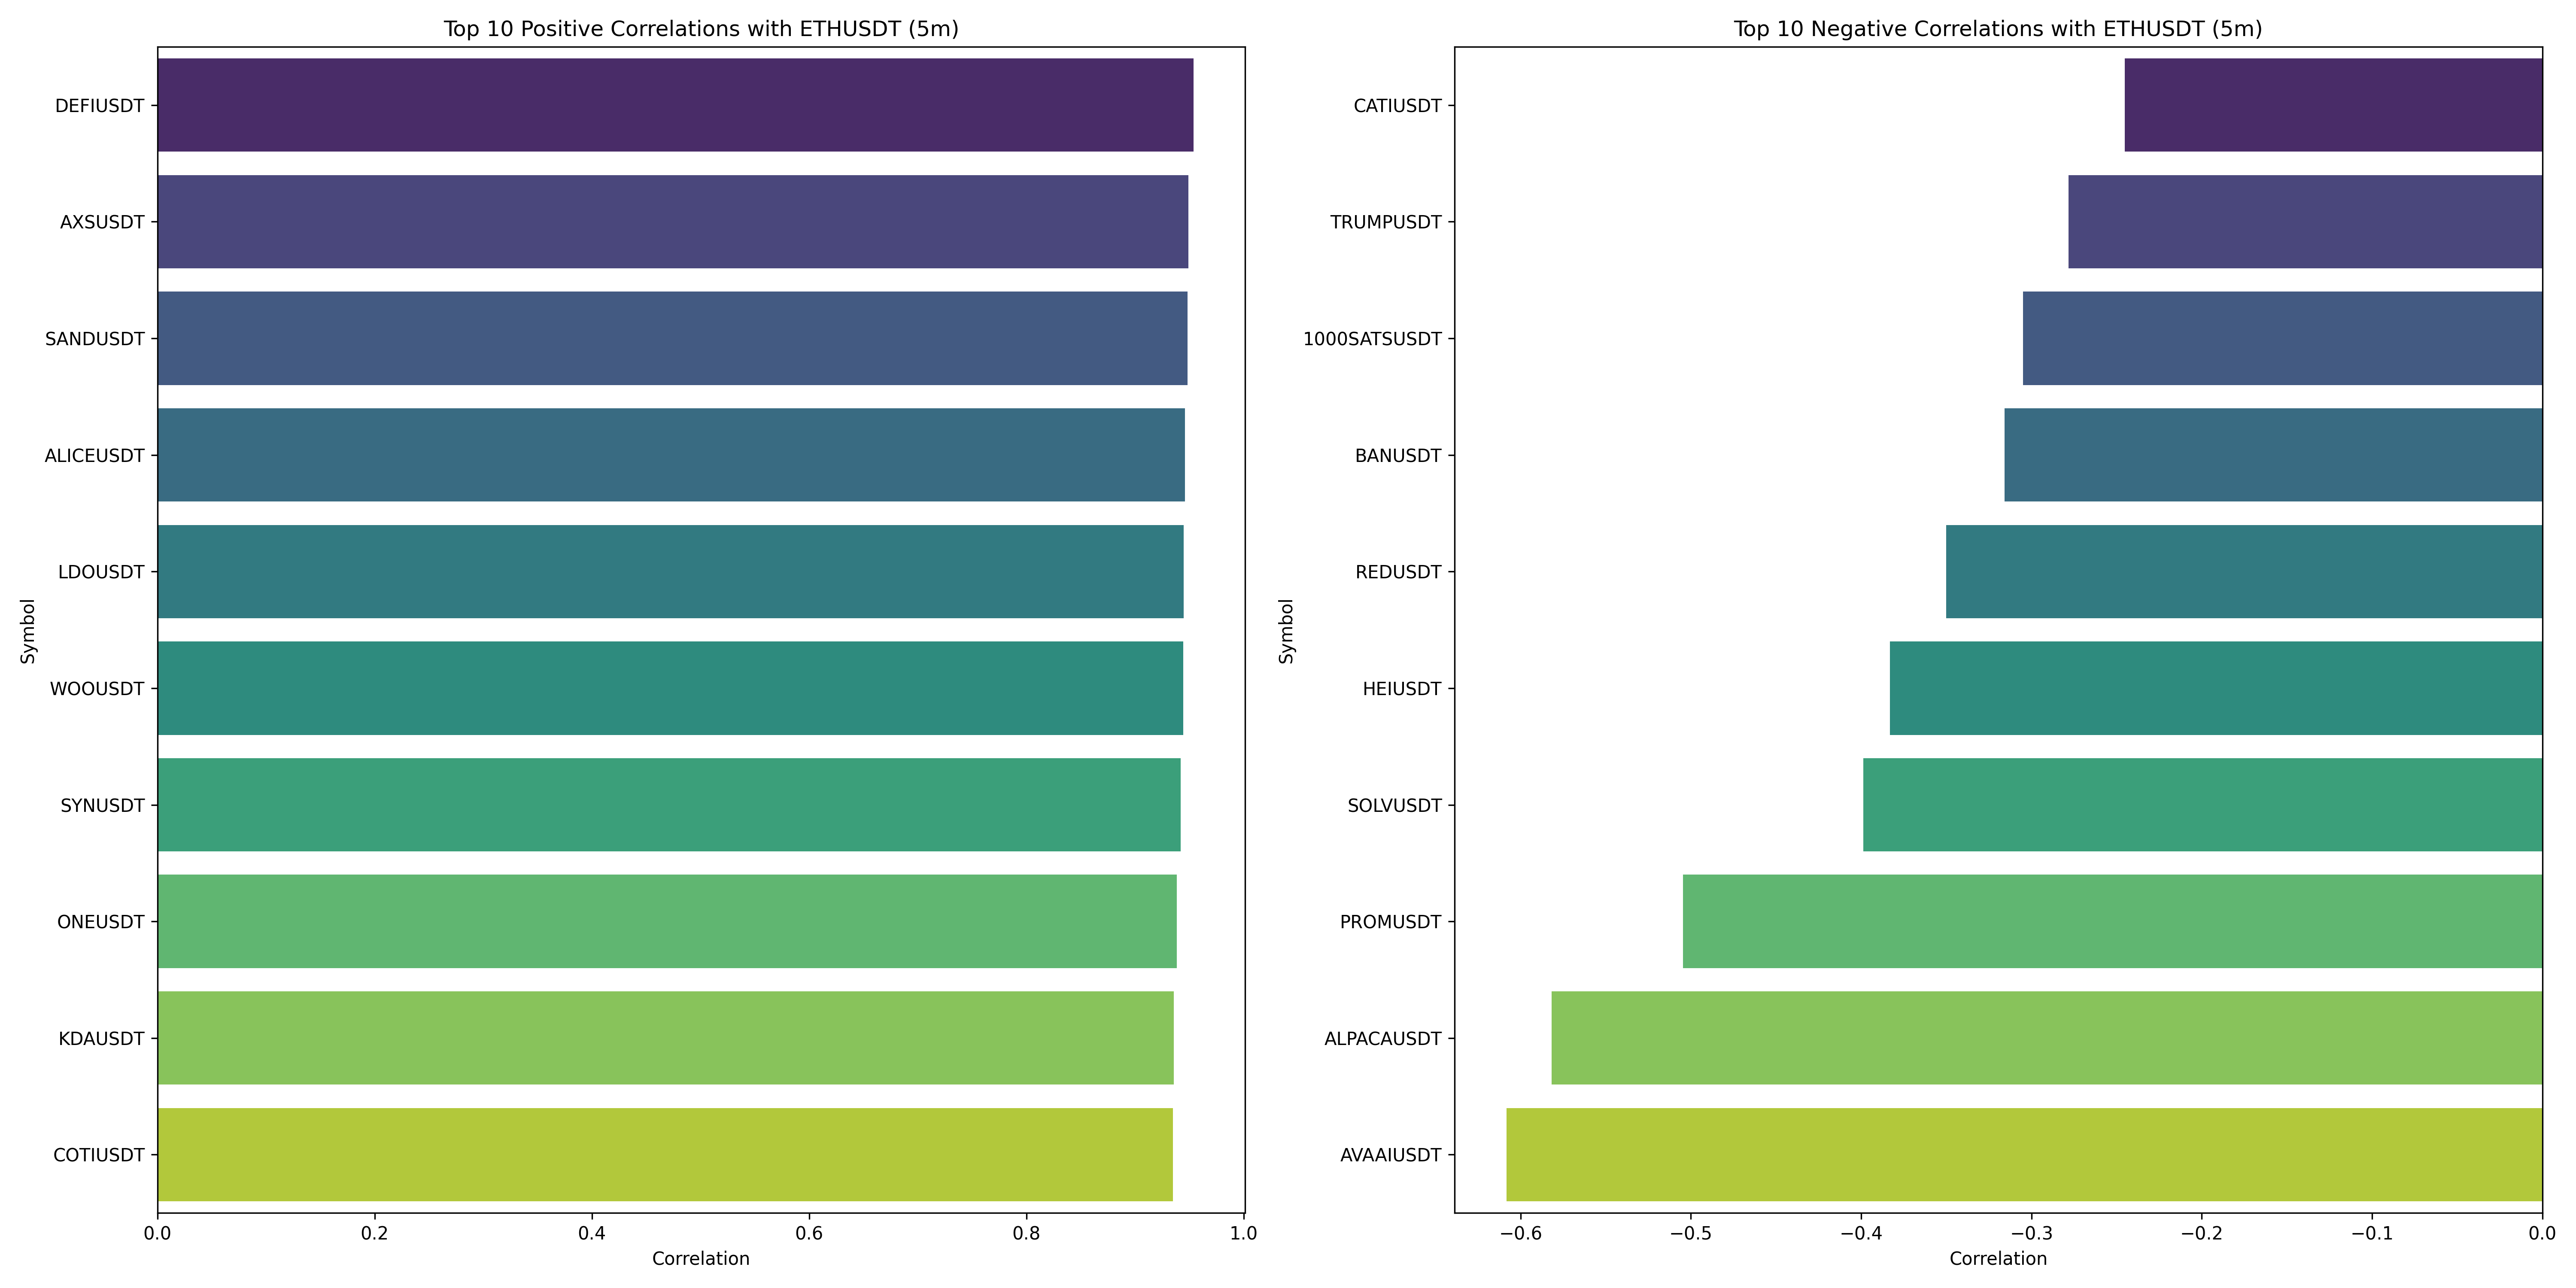 Top 10 Positive Correlations with ETHUSDT (5m)
DEFIUSDT
AXSUSDT
SANDUSDT
ALICEUSDT
LDOUSDT
WOOUSDT
SYNUSDT
ONEUSDT
KDAUSDT
COTIUSDT
Symbol
0.0 0.2 0.4 0.6 0.8 1.0
Correlation
Top 10 Negative Correlations with ETHUSDT (5m)
CATIUSDT
TRUMPUSDT
1000SATSUSDT
BANUSDT
REDUSDT
HEIUSDT
SOLVUSDT
PROMUSDT
ALPACAUSDT
AVAAIUSDT
Symbol
−0.6 −0.5 −0.4 −0.3 −0.2 −0.1 0.0
Correlation